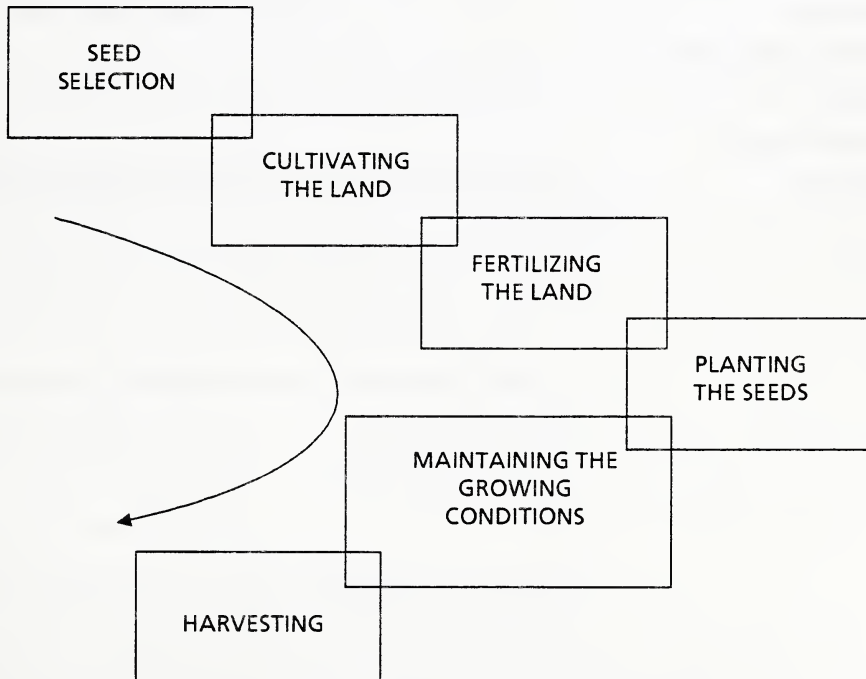 SEED
SELECTION
CULTIVATING
THE LAND
FERTILIZING
THE LAND
PLANTING
THE SEEDS
MAINTAINING THE
GROWING
CONDITIONS
HARVESTING